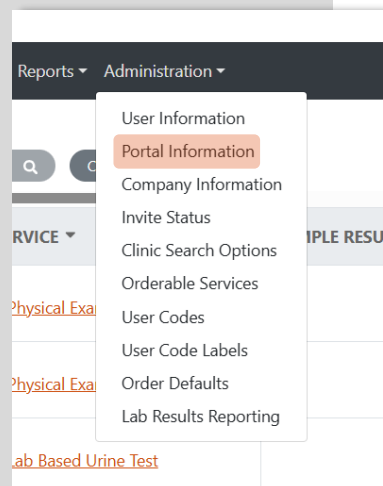 Reports Administration
User Information
Portal Information
Company Information
Invite Status
Clinic Search Options
Orderable Services
User Codes
User Code Labels
Order Defaults
Lab Results Reporting
C
RVICE
MPLE RESU
Physical Exa
Physical Exa
Lab Based Urine Test